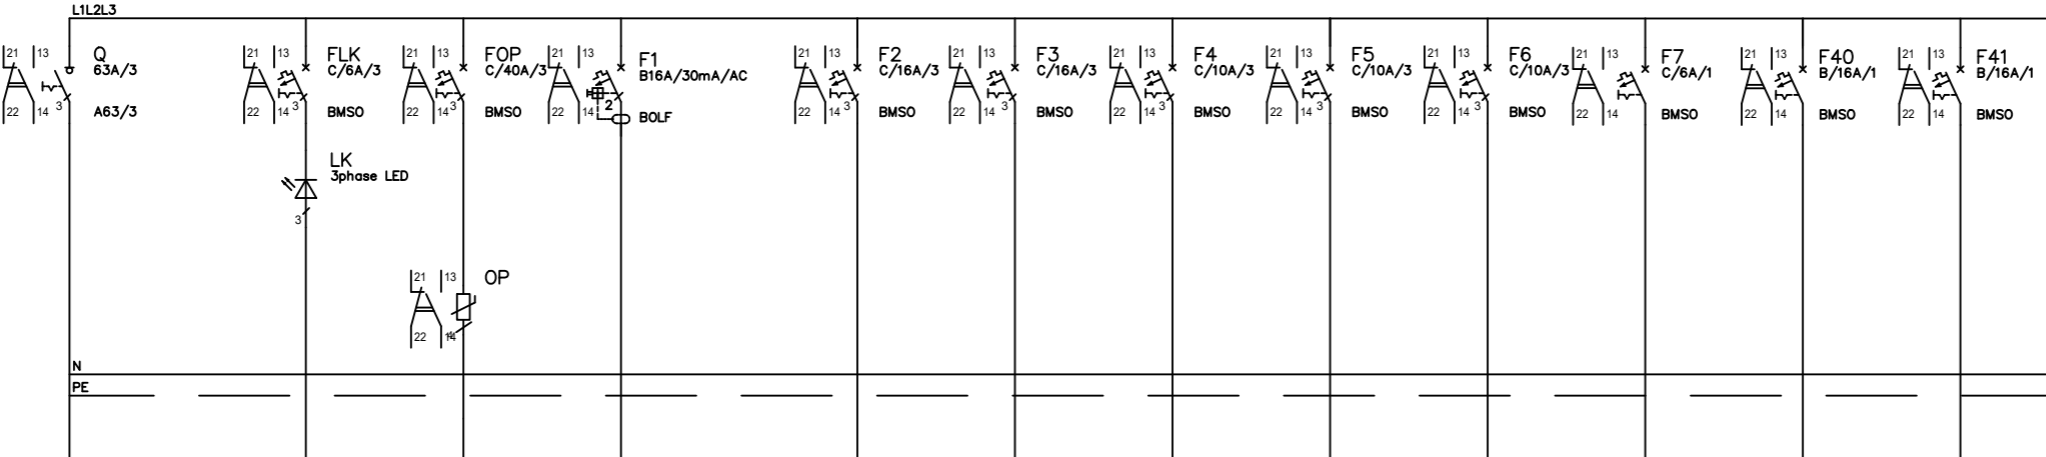 L1L2L3
21 13 Q 21 13 FLK 21 13 FOP 21 13 F1 21 13 F2 21 13 F3 21 13 F4 21 13 F5 21 13 F6 21 13 F7 21 13 F40 21 13 F41
63A/3 C/6A/3 C/40A/3 B16A/30mA/AC C/16A/3 C/16A/3 C/10A/3 C/10A/3 C/10A/3 C/6A/1 B/16A/1 B/16A/1
3 3 3 2 3 3 3 3 3
22 14 A63/3 22 14 BMSO 22 14 BMSO 22 14 BOLF 22 14 BMSO 22 14 BMSO 22 14 BMSO 22 14 BMSO 22 14 BMSO 22 14 BMSO 22 14 BMSO 22 14 BMSO
LK
3phase LED
3
21 13 OP
22 14
N
PE